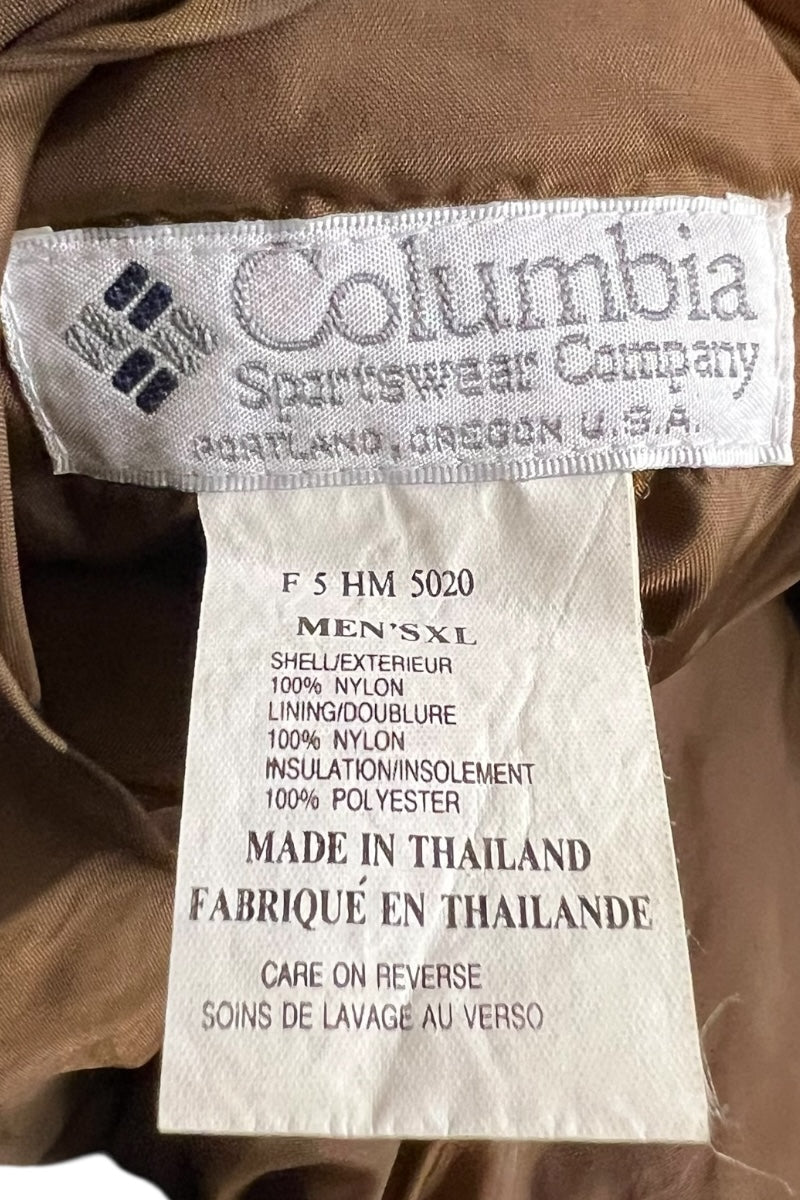 Columbia
Sportswear Company
PORTLAND, OREGON U.S.A.
F 5 HM 5020
MEN'S XL
SHELL/EXTERIEUR
100% NYLON
LINING/DOUBLURE
100% NYLON
INSULATION/INSOLEMENT
100% POLYESTER
MADE IN THAILAND
FABRIQUÉ EN THAILANDE
CARE ON REVERSE
SOINS DE LAVAGE AU VERSO